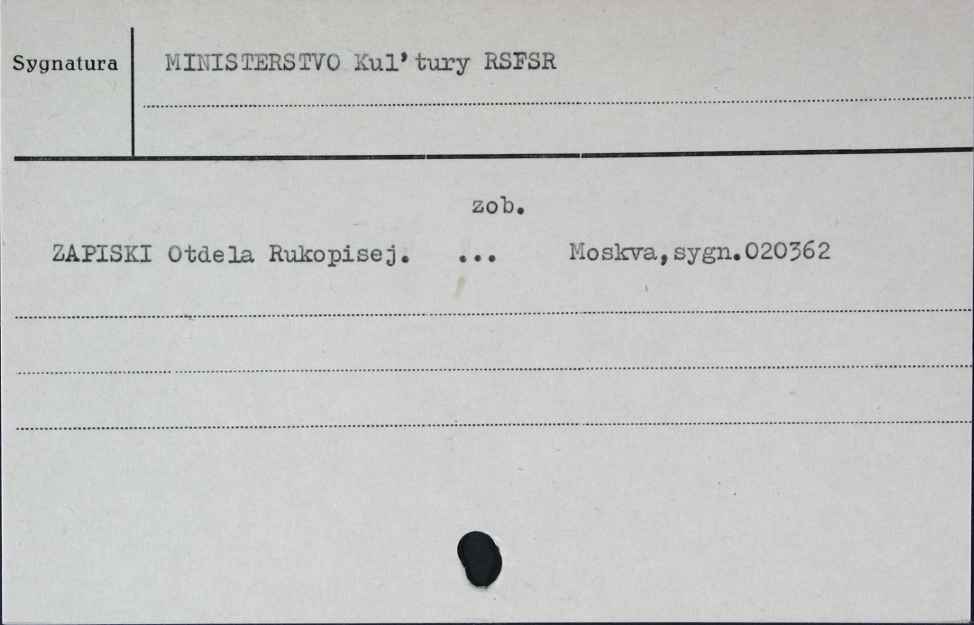 Sygnatura MINISTERSTVO Kul'tury RSFSR
zob.
ZAPISKI Otdela Rukopisej. ... Moskva,sygn.020362